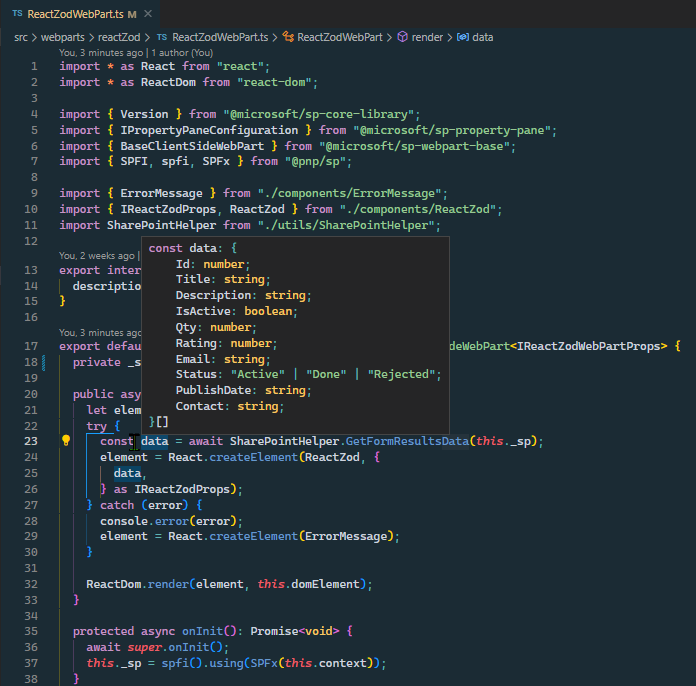 TS ReactZodWebPart.ts M ×
src > webparts > reactZod > TS ReactZodWebPart.ts > ReactZodWebPart > render > data
You, 3 minutes ago | 1 author (You)
1 import * as React from "react";
2 import * as ReactDom from "react-dom";
3
4 import { Version } from "@microsoft/sp-core-library";
5 import { IPropertyPaneConfiguration } from "@microsoft/sp-property-pane";
6 import { BaseClientSideWebPart } from "@microsoft/sp-webpart-base";
7 import { SPFI, spfi, SPFx } from "@pnp/sp";
8
9 import { ErrorMessage } from "./components/ErrorMessage";
10 import { IReactZodProps, ReactZod } from "./components/ReactZod";
11 import SharePointHelper from "./utils/SharePointHelper";
12
const data: {
Id: number;
Title: string;
Description: string;
IsActive: boolean;
Qty: number;
Rating: number;
Email: string;
Status: "Active" | "Done" | "Rejected";
PublishDate: string;
Contact: string;
}[]
You, 2 weeks ago |
13 export inter
14 descriptio
15 }
16
You, 3 minutes ago
17 export defau deWebPart<IReactZodWebPartProps> {
18 private _s
19
20 public asy
21 let elem
22 try {
23 const data = await SharePointHelper.GetFormResultsData(this._sp);
24 element = React.createElement(ReactZod, {
25 data,
26 } as IReactZodProps);
27 } catch (error) {
28 console.error(error);
29 element = React.createElement(ErrorMessage);
30 }
31
32 ReactDom.render(element, this.domElement);
33 }
34
35 protected async onInit(): Promise<void> {
36 await super.onInit();
37 this._sp = spfi().using(SPFx(this.context));
38 }